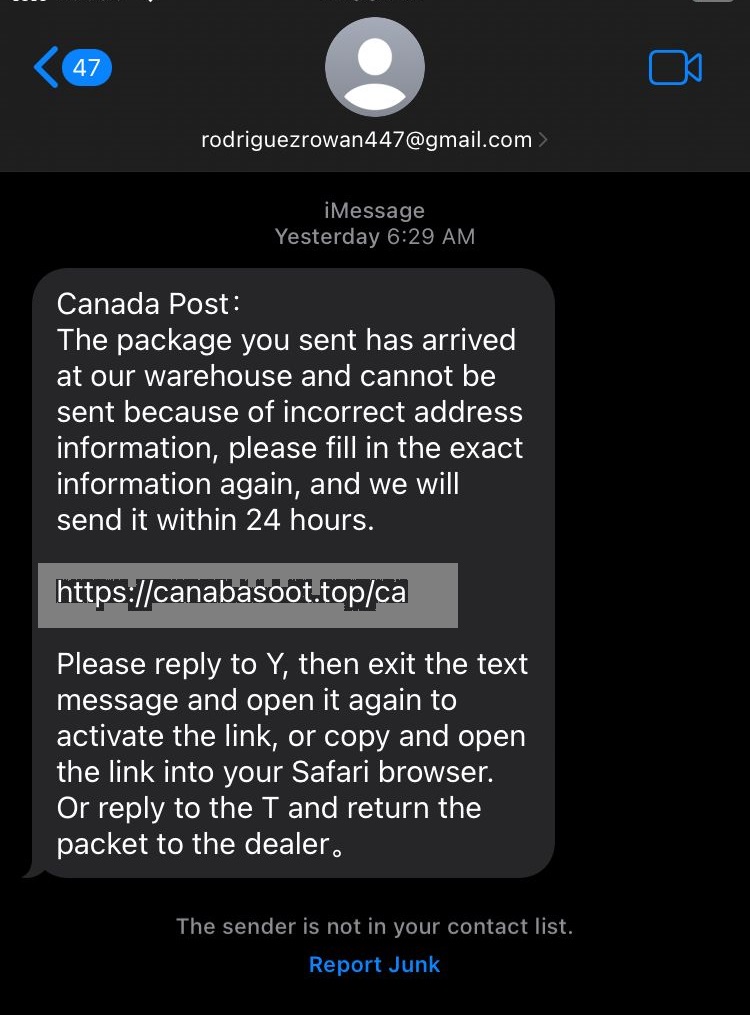 47
rodriguezrowan447@gmail.com
iMessage
Yesterday 6:29 AM
Canada Post:
The package you sent has arrived
at our warehouse and cannot be
sent because of incorrect address
information, please fill in the exact
information again, and we will
send it within 24 hours.
https://canabasoot.top/ca
Please reply to Y, then exit the text
message and open it again to
activate the link, or copy and open
the link into your Safari browser.
Or reply to the T and return the
packet to the dealer。
The sender is not in your contact list.
Report Junk